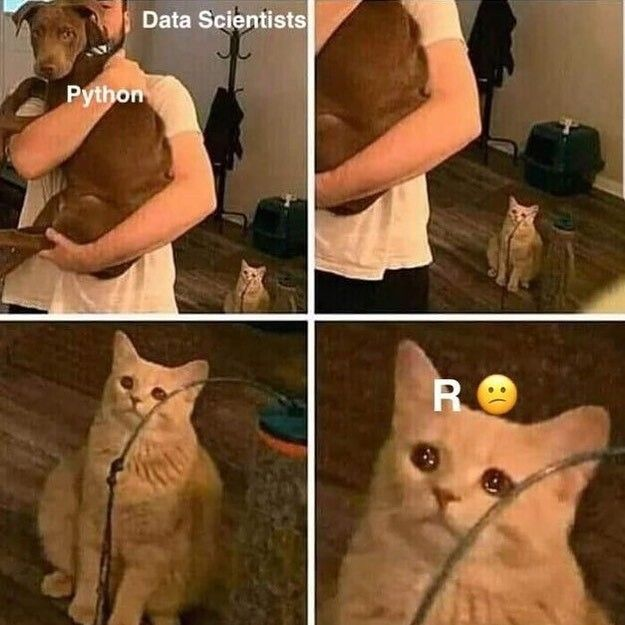 Data Scientists
Python
R 😕